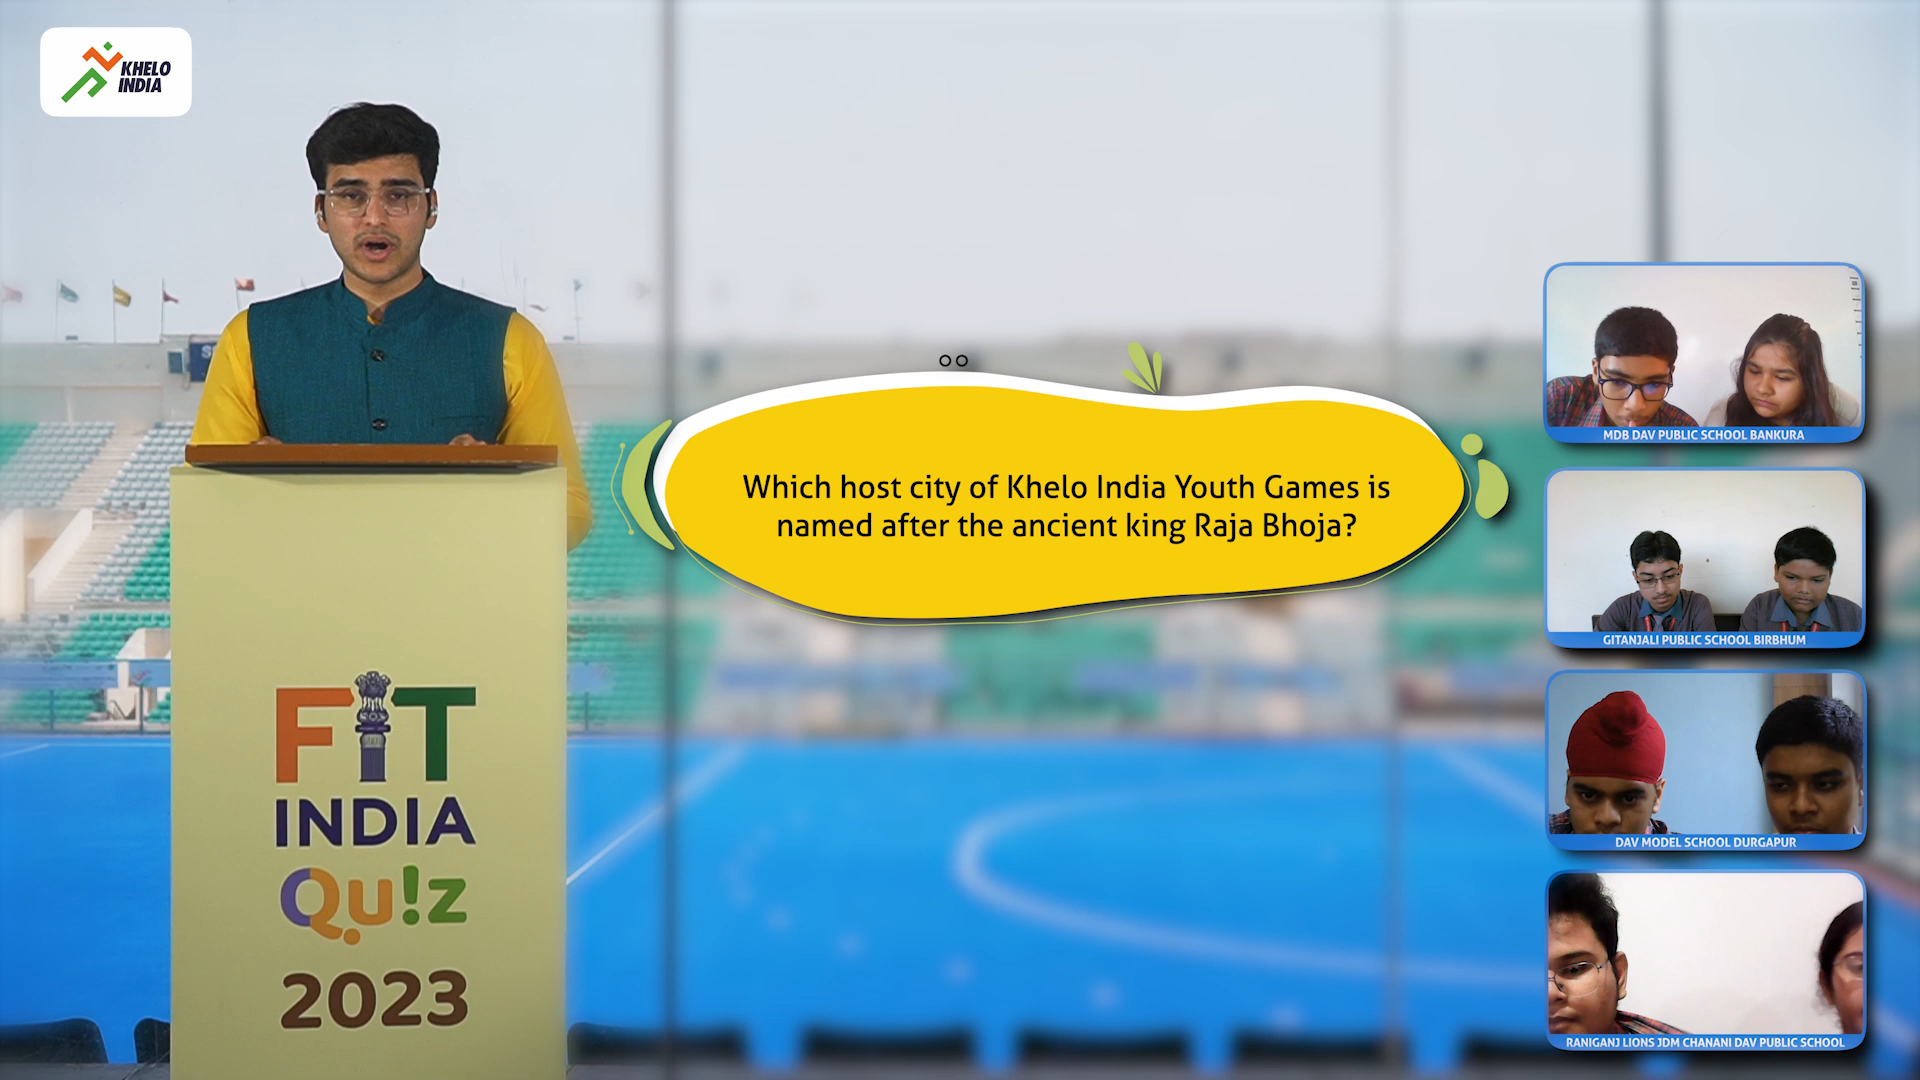 KHELO
INDIA
Which host city of Khelo India Youth Games is
named after the ancient king Raja Bhoja?
MDB DAV PUBLIC SCHOOL BANKURA
GITANJALI PUBLIC SCHOOL BIRBHUM
DAV MODEL SCHOOL DURGAPUR
RANIGANJ LIONS JDM CHANANI DAV PUBLIC SCHOOL
FIT
INDIA
Qu!z
2023